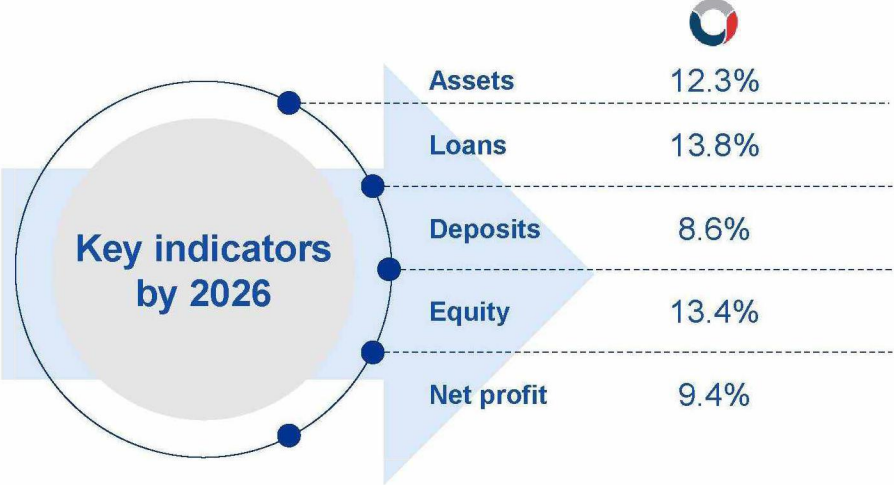 Key indicators
by 2026
Assets 12.3%
Loans 13.8%
Deposits 8.6%
Equity 13.4%
Net profit 9.4%